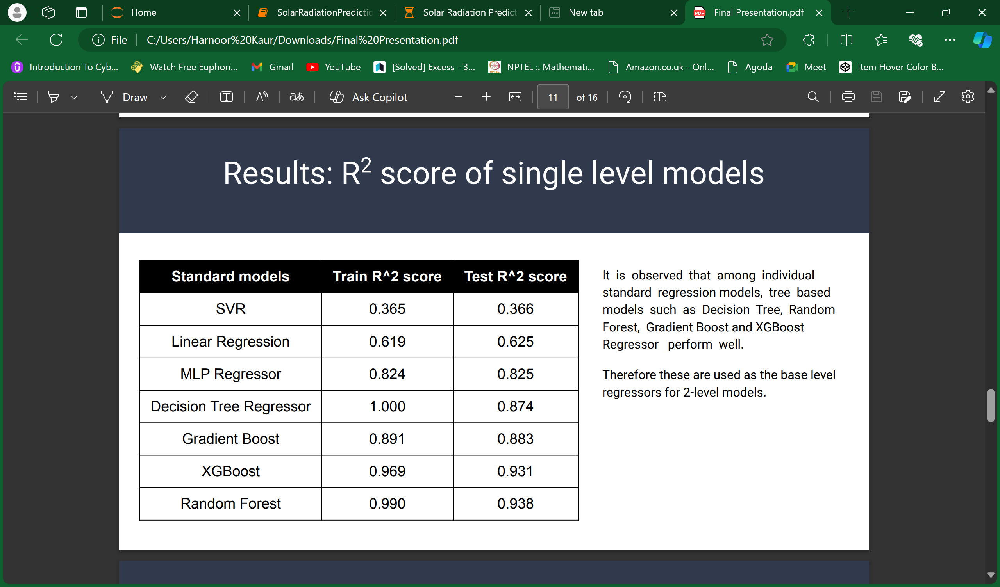 Home
SolarRadiationPredictio
Solar Radiation Predict
New tab
PDF
Final Presentation.pdf
File
C:/Users/Harnoor%20Kaur/Downloads/Final%20Presentation.pdf
Introduction To Cyb...
Watch Free Euphori...
Gmail
YouTube
[Solved] Excess - 3...
NPTEL
NPTEL :: Mathemati...
Amazon.co.uk - Onl...
Agoda
Meet
Item Hover Color B...
Draw
Ask Copilot
11
of 16
Results: R² score of single level models
Standard models Train R^2 score Test R^2 score
SVR 0.365 0.366
Linear Regression 0.619 0.625
MLP Regressor 0.824 0.825
Decision Tree Regressor 1.000 0.874
Gradient Boost 0.891 0.883
XGBoost 0.969 0.931
Random Forest 0.990 0.938
It is observed that among individual
standard regression models, tree based
models such as Decision Tree, Random
Forest, Gradient Boost and XGBoost
Regressor perform well.
Therefore these are used as the base level
regressors for 2-level models.